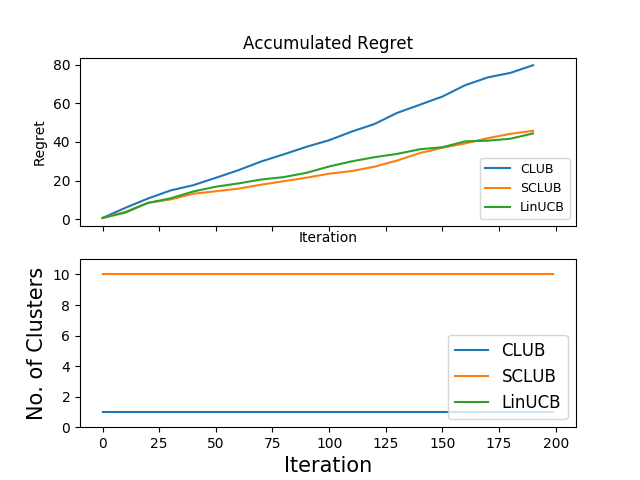 Accumulated Regret
80
60
40
20
0
Regret
CLUB
SCLUB
LinUCB
Iteration
10
8
6
4
2
0
No. of Clusters
CLUB
SCLUB
LinUCB
0 25 50 75 100 125 150 175 200
Iteration